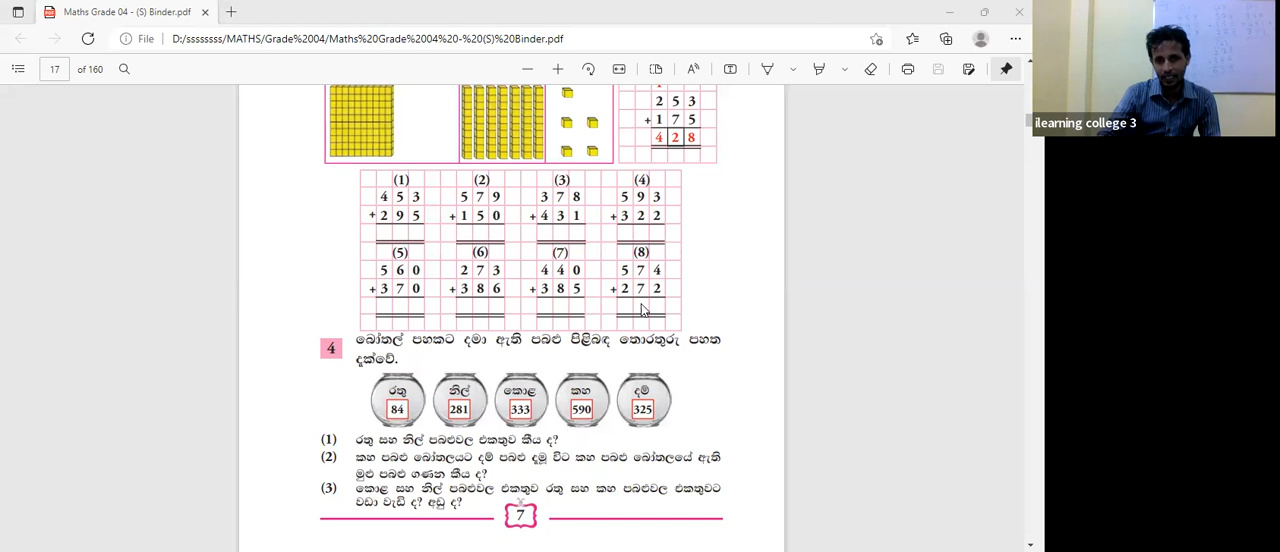 Maths Grade 04 - (S) Binder.pdf
File D:/ssssssss/MATHS/Grade%2004/Maths%20Grade%2004%20-%20(S)%20Binder.pdf
17 of 160
2 5 3
+ 1 7 5
4 2 8
ilearning college 3
(1) (2) (3) (4)
4 5 3 5 7 9 3 7 8 5 9 3
+ 2 9 5 + 1 5 0 + 4 3 1 + 3 2 2
(5) (6) (7) (8)
5 6 0 2 7 3 4 4 0 5 7 4
+ 3 7 0 + 3 8 6 + 3 8 5 + 2 7 2
4 බෝතල් පහකට දමා ඇති පබළු පිළිබඳ තොරතුරු පහත
දැක්වේ.
රතු නිල් කොළ කහ දම්
84 281 333 590 325
(1) රතු සහ නිල් පබළුවල එකතුව කීය ද?
(2) කහ පබළු බෝතලයට දම් පබළු දැමූ විට කහ පබළු බෝතලයේ ඇති
මුළු පබළු ගණන කීය ද?
(3) කොළ සහ නිල් පබළුවල එකතුව රතු සහ කහ පබළුවල එකතුවට
වඩා වැඩි ද? අඩු ද?
7